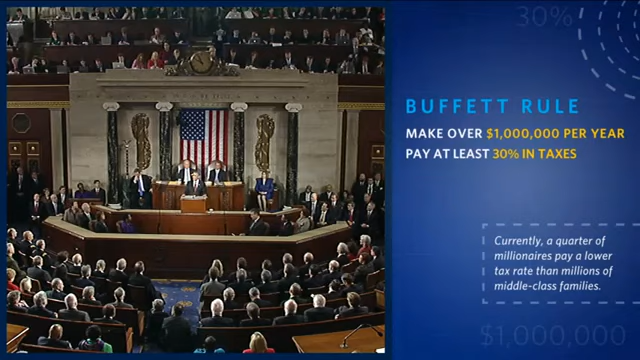 30%
BUFFETT RULE
MAKE OVER $1,000,000 PER YEAR
PAY AT LEAST 30% IN TAXES
Currently, a quarter of
millionaires pay a lower
tax rate than millions of
middle-class families.
$1,000,000